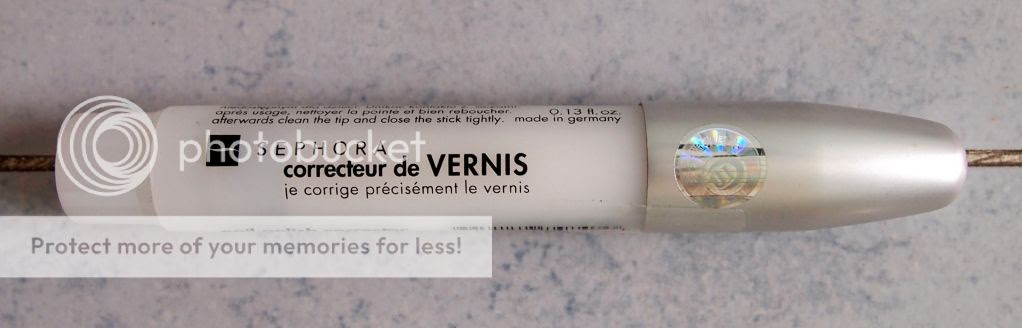 après usage, nettoyer la pointe et bien reboucher. 0.13 fl.oz.
afterwards clean the tip and close the stick tightly. made in germany
photobucket
SEPHORA
correcteur de VERNIS
je corrige précisément le vernis
Protect more of your memories for less!